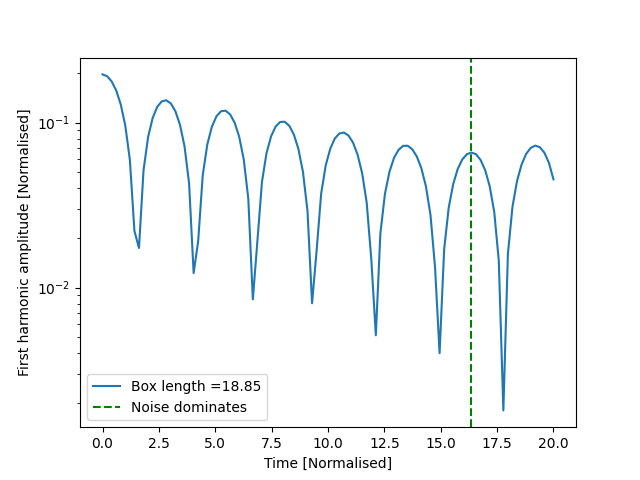 First harmonic amplitude [Normalised]
10⁻¹
10⁻²
Box length =18.85
Noise dominates
0.0 2.5 5.0 7.5 10.0 12.5 15.0 17.5 20.0
Time [Normalised]